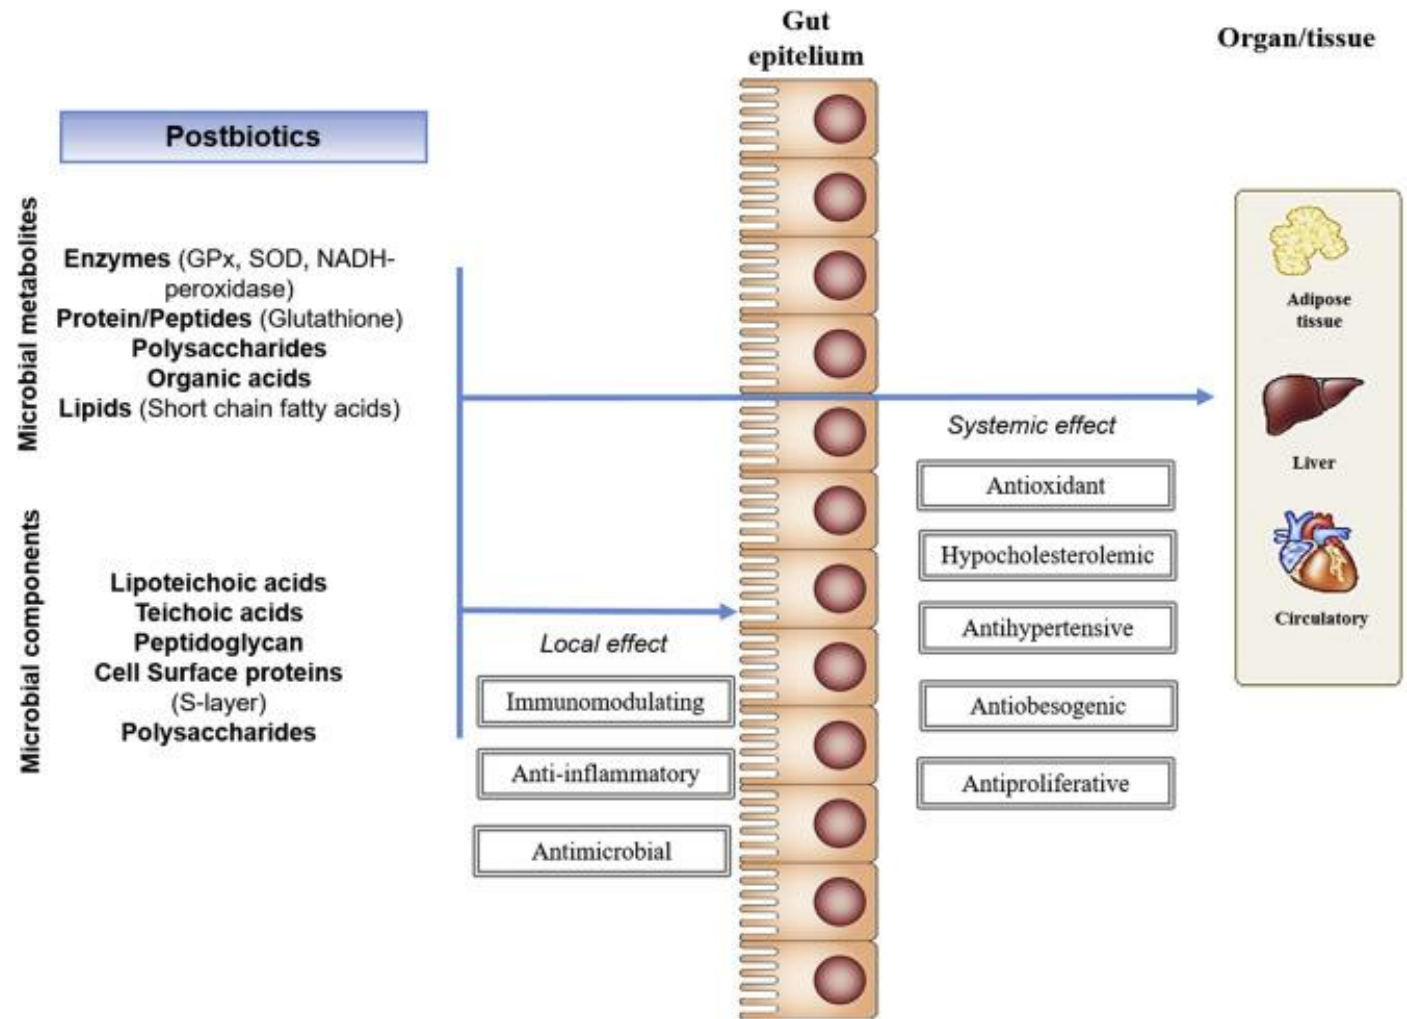 Gut
epitelium
Organ/tissue
Postbiotics
Microbial metabolites
Enzymes (GPx, SOD, NADH-
peroxidase)
Protein/Peptides (Glutathione)
Polysaccharides
Organic acids
Lipids (Short chain fatty acids)
Microbial components
Lipoteichoic acids
Teichoic acids
Peptidoglycan
Cell Surface proteins
(S-layer)
Polysaccharides
Local effect
Immunomodulating
Anti-inflammatory
Antimicrobial
Systemic effect
Antioxidant
Hypocholesterolemic
Antihypertensive
Antiobesogenic
Antiproliferative
Adipose
tissue
Liver
Circulatory